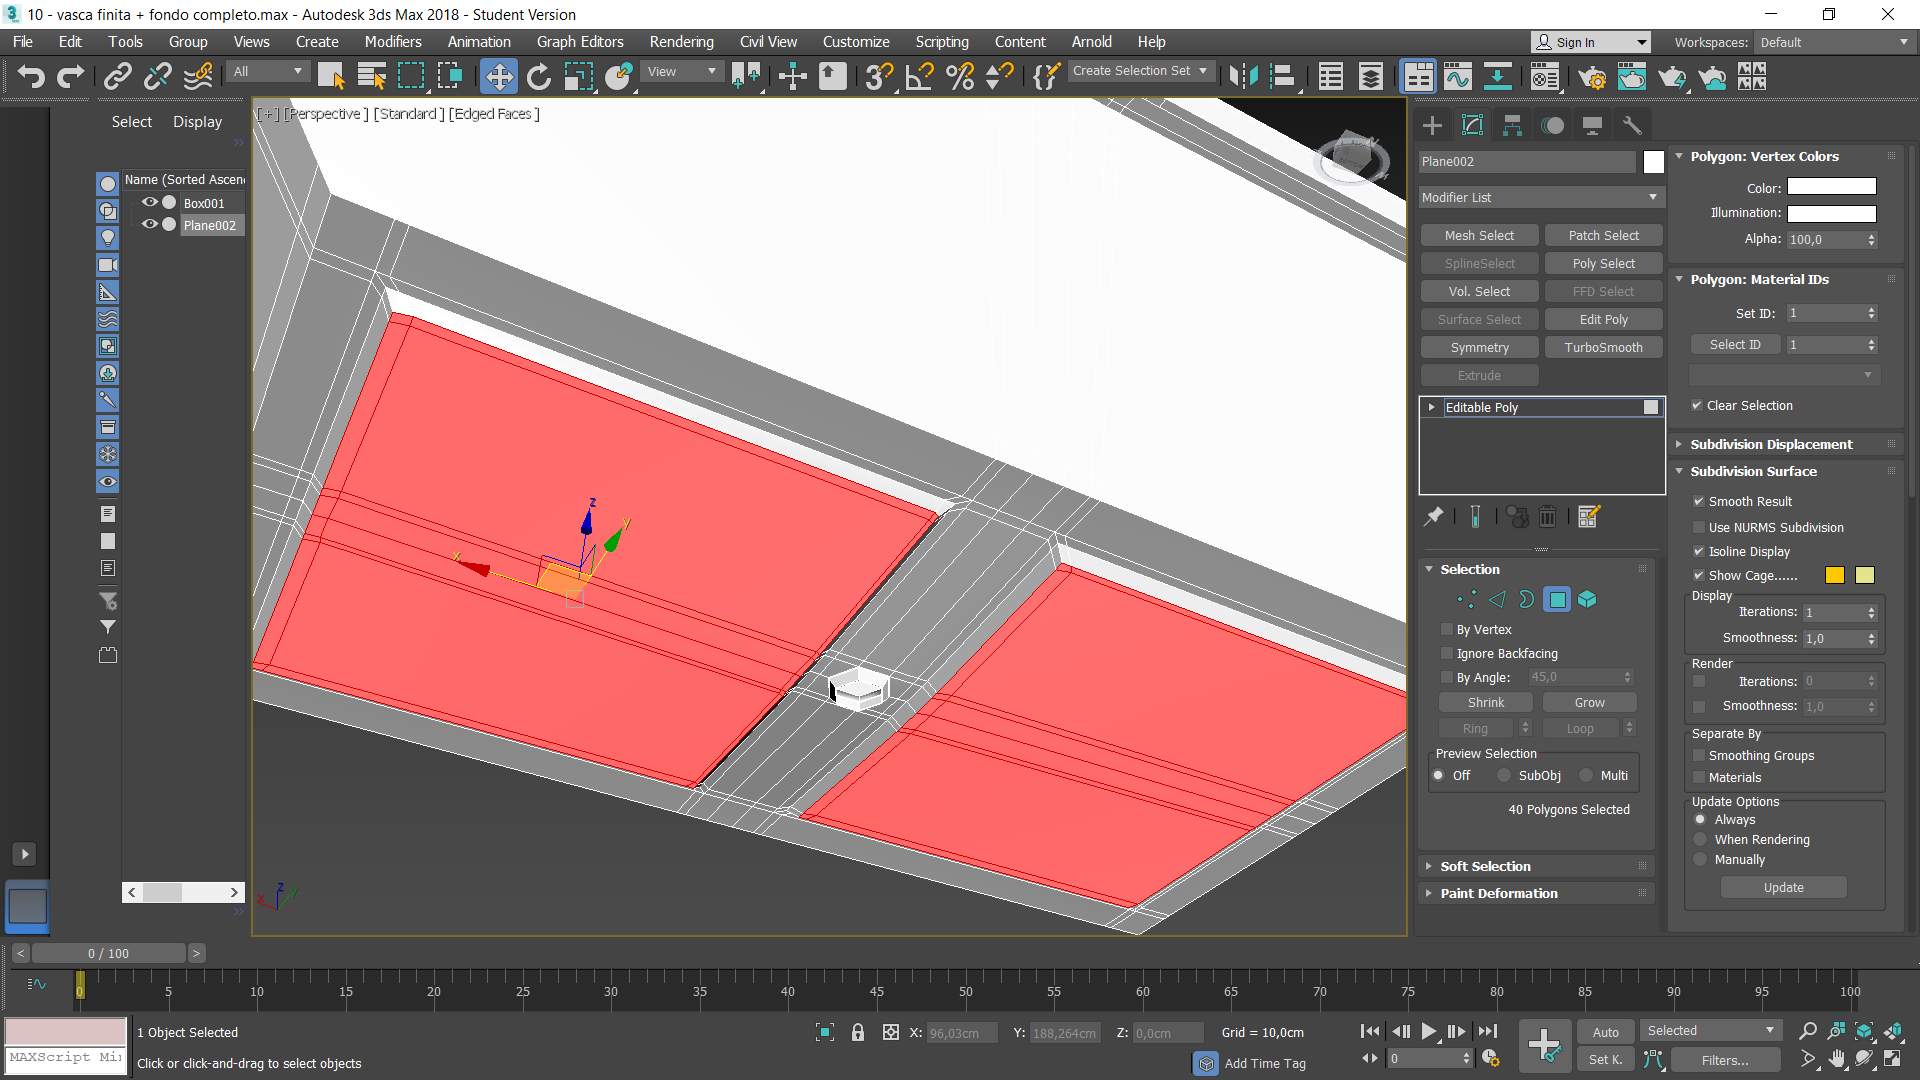 10 - vasca finita + fondo completo.max - Autodesk 3ds Max 2018 - Student Version
File Edit Tools Group Views Create Modifiers Animation Graph Editors Rendering Civil View Customize Scripting Content Arnold Help
Sign In Workspaces: Default
All View Create Selection Set
[+] [Perspective] [Standard] [Edged Faces]
Select Display
Name (Sorted Ascen
Box001
Plane002
x y z
x y z
Plane002
Modifier List
Mesh Select Patch Select
SplineSelect Poly Select
Vol. Select FFD Select
Surface Select Edit Poly
Symmetry TurboSmooth
Extrude
Editable Poly
Selection
By Vertex
Ignore Backfacing
By Angle: 45,0
Shrink Grow
Ring Loop
Preview Selection
Off SubObj Multi
40 Polygons Selected
Soft Selection
Paint Deformation
Polygon: Vertex Colors
Color:
Illumination:
Alpha: 100,0
Polygon: Material IDs
Set ID: 1
Select ID 1
Clear Selection
Subdivision Displacement
Subdivision Surface
Smooth Result
Use NURMS Subdivision
Isoline Display
Show Cage......
Display
Iterations: 1
Smoothness: 1,0
Render
Iterations: 0
Smoothness: 1,0
Separate By
Smoothing Groups
Materials
Update Options
Always
When Rendering
Manually
Update
< 0 / 100 >
0 5 10 15 20 25 30 35 40 45 50 55 60 65 70 75 80 85 90 95 100
1 Object Selected
X: 96,03cm Y: 188,264cm Z: 0,0cm Grid = 10,0cm
Auto Selected
MAXScript Mi
Click or click-and-drag to select objects
Add Time Tag
0
Set K. Filters...